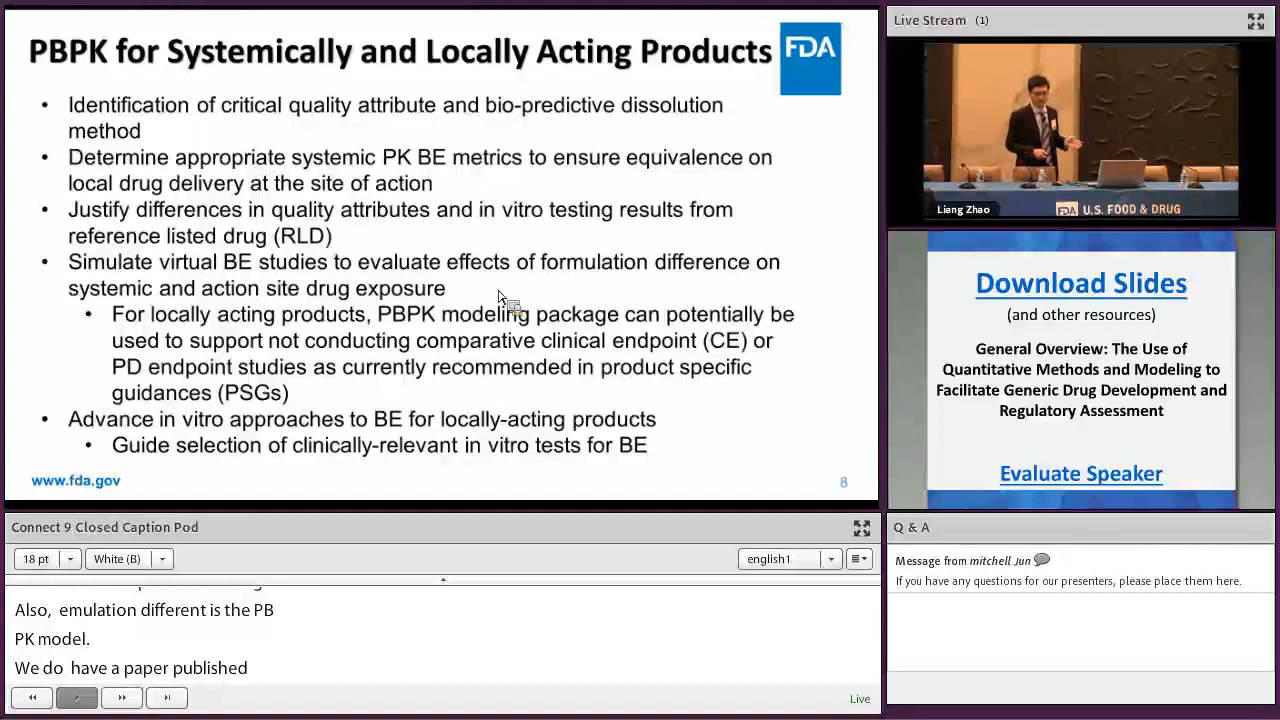 PBPK for Systemically and Locally Acting Products
FDA
• Identification of critical quality attribute and bio-predictive dissolution
method
• Determine appropriate systemic PK BE metrics to ensure equivalence on
local drug delivery at the site of action
• Justify differences in quality attributes and in vitro testing results from
reference listed drug (RLD)
• Simulate virtual BE studies to evaluate effects of formulation difference on
systemic and action site drug exposure
• For locally acting products, PBPK modeling package can potentially be
used to support not conducting comparative clinical endpoint (CE) or
PD endpoint studies as currently recommended in product specific
guidances (PSGs)
• Advance in vitro approaches to BE for locally-acting products
• Guide selection of clinically-relevant in vitro tests for BE
www.fda.gov
8
Live Stream (1)
Liang Zhao
FDA U.S. FOOD & DRUG
Download Slides
(and other resources)
General Overview: The Use of
Quantitative Methods and Modeling to
Facilitate Generic Drug Development and
Regulatory Assessment
Evaluate Speaker
Connect 9 Closed Caption Pod
18 pt
White (B)
english1
Also, emulation different is the PB
PK model.
We do have a paper published
Live
Q & A
Message from mitchell Jun
If you have any questions for our presenters, please place them here.